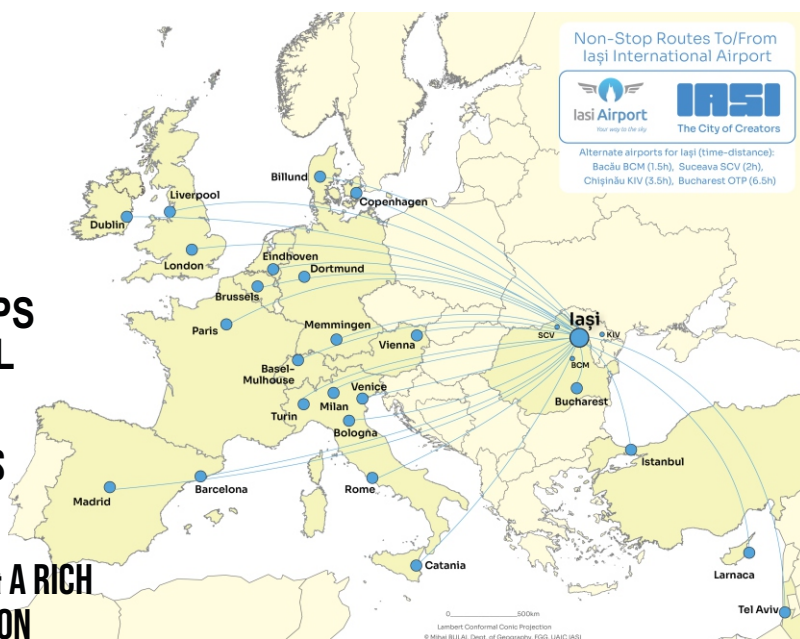 Non-Stop Routes To/From
Iași International Airport
Iasi Airport
Your way to the sky
IASI
The City of Creators
Alternate airports for Iași (time-distance):
Bacău BCM (1.5h), Suceava SCV (2h),
Chișinău KIV (3.5h), Bucharest OTP (6.5h)
Billund
Copenhagen
Liverpool
Dublin
London
Eindhoven
Dortmund
Brussels
Paris
Memmingen
Vienna
Iași
SCV
KIV
BCM
Bucharest
Basel-
Mulhouse
Venice
Turin
Milan
Bologna
Istanbul
Madrid
Barcelona
Rome
Catania
Larnaca
Tel Aviv
PS
L
S
A RICH
ON
0 500km
Lambert Conformal Conic Projection
© Mihai BULAI, Dept. of Geography, FGG, UAIC IASI